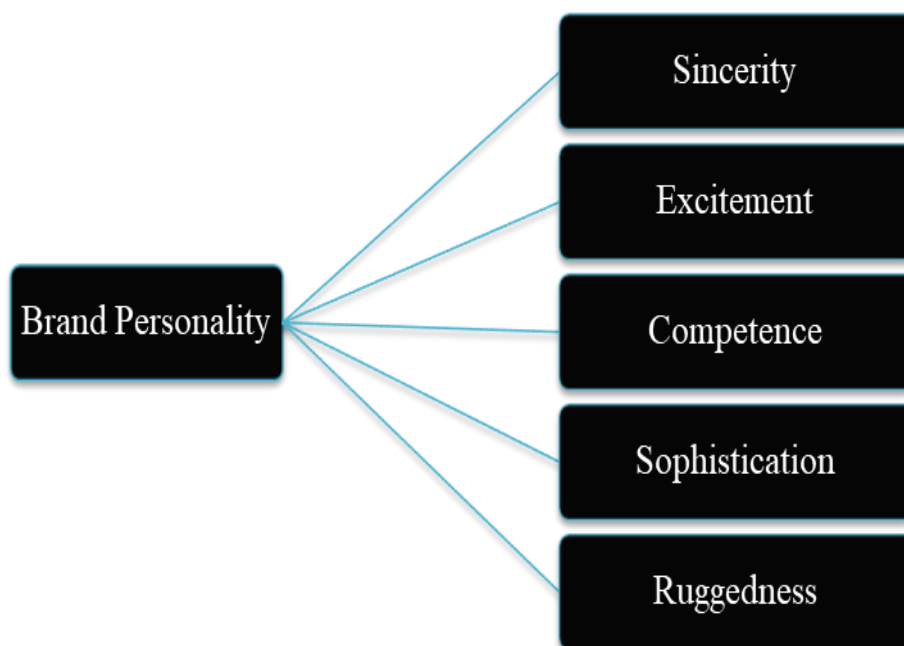 Sincerity
Excitement
Brand Personality
Competence
Sophistication
Ruggedness